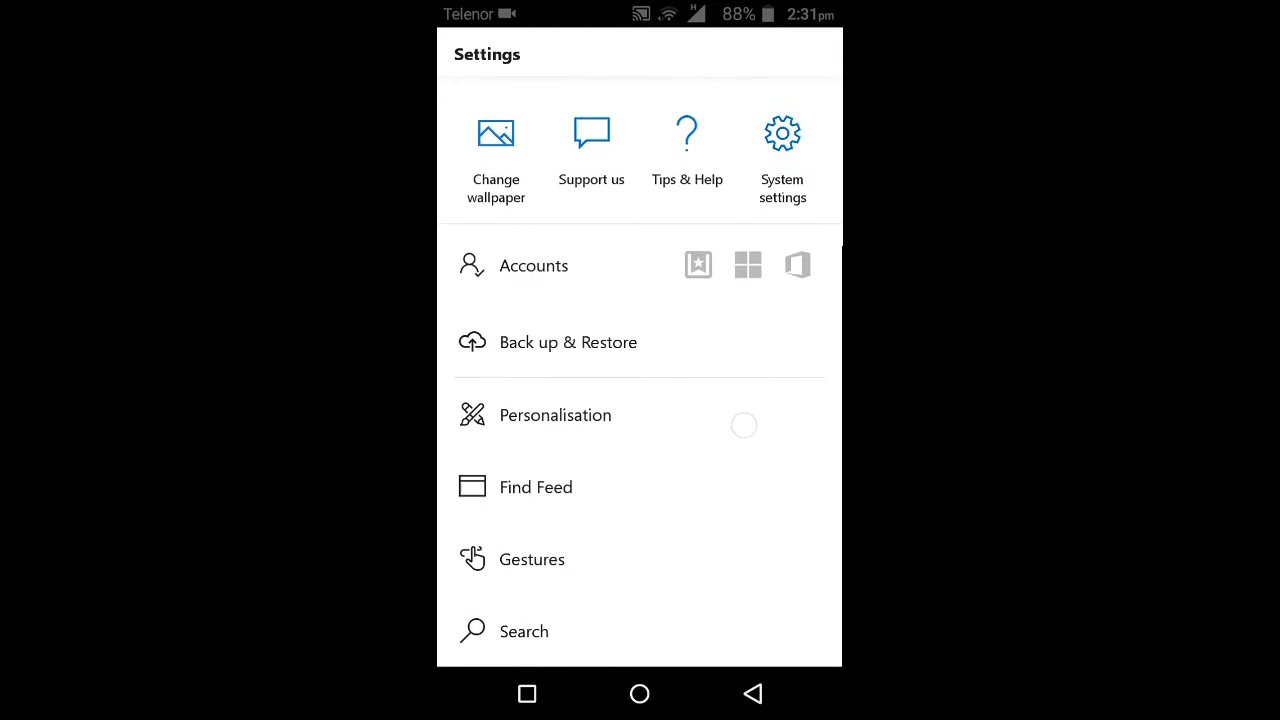 Telenor H 88% 2:31pm
Settings
Change wallpaper
Support us
Tips & Help
System settings
Accounts
Back up & Restore
Personalisation
Find Feed
Gestures
Search